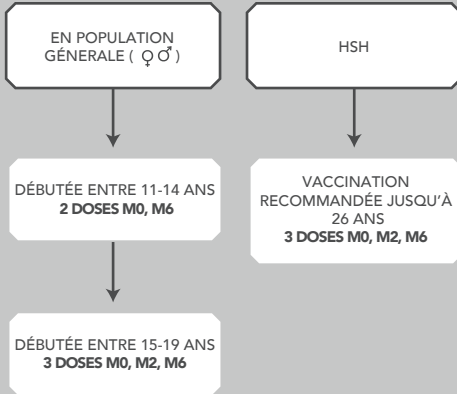 EN POPULATION
GÉNERALE ( ♀♂ )
HSH
DÉBUTÉE ENTRE 11-14 ANS
2 DOSES M0, M6
VACCINATION
RECOMMANDÉE JUSQU'À
26 ANS
3 DOSES M0, M2, M6
DÉBUTÉE ENTRE 15-19 ANS
3 DOSES M0, M2, M6